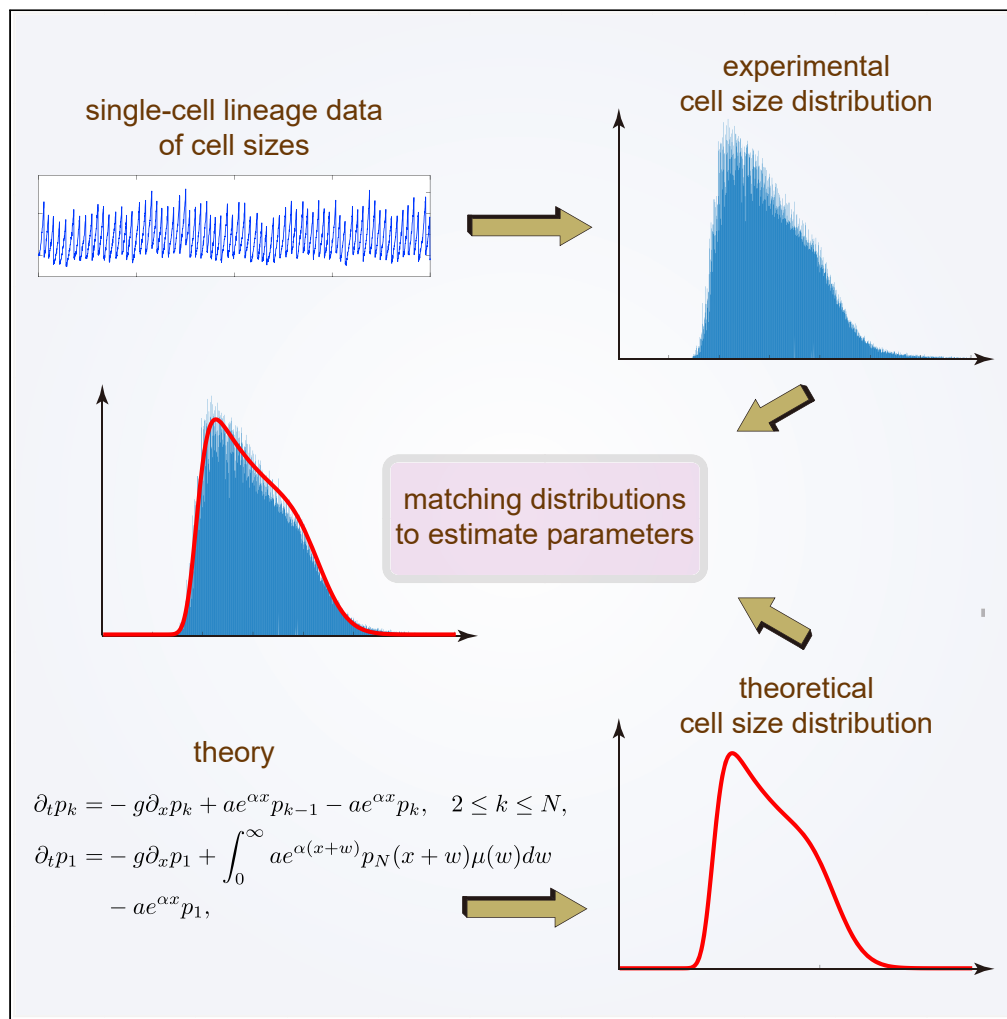 single-cell lineage data
of cell sizes
experimental
cell size distribution
matching distributions
to estimate parameters
theoretical
cell size distribution
theory
∂ₜpₖ = − g∂ₓpₖ + ae^{αx}pₖ₋₁ − ae^{αx}pₖ, 2 ≤ k ≤ N,
∂ₜp₁ = − g∂ₓp₁ + ∫₀^∞ ae^{α(x+w)}p_N(x + w)μ(w)dw
− ae^{αx}p₁,